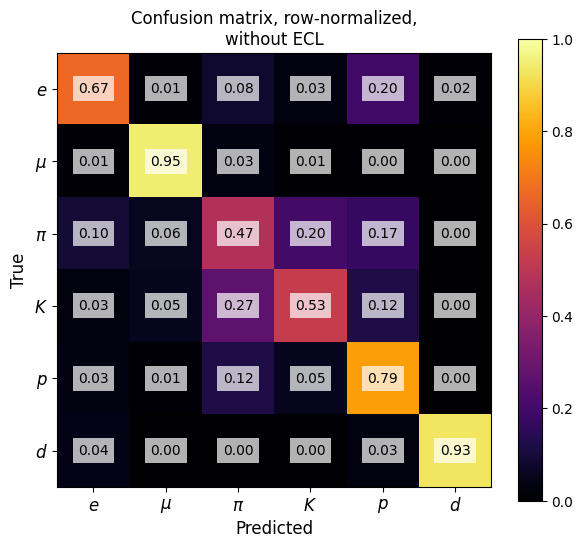 Confusion matrix, row-normalized,
without ECL
True
e 0.67 0.01 0.08 0.03 0.20 0.02
μ 0.01 0.95 0.03 0.01 0.00 0.00
π 0.10 0.06 0.47 0.20 0.17 0.00
K 0.03 0.05 0.27 0.53 0.12 0.00
p 0.03 0.01 0.12 0.05 0.79 0.00
d 0.04 0.00 0.00 0.00 0.03 0.93
e μ π K p d
Predicted
1.0
0.8
0.6
0.4
0.2
0.0